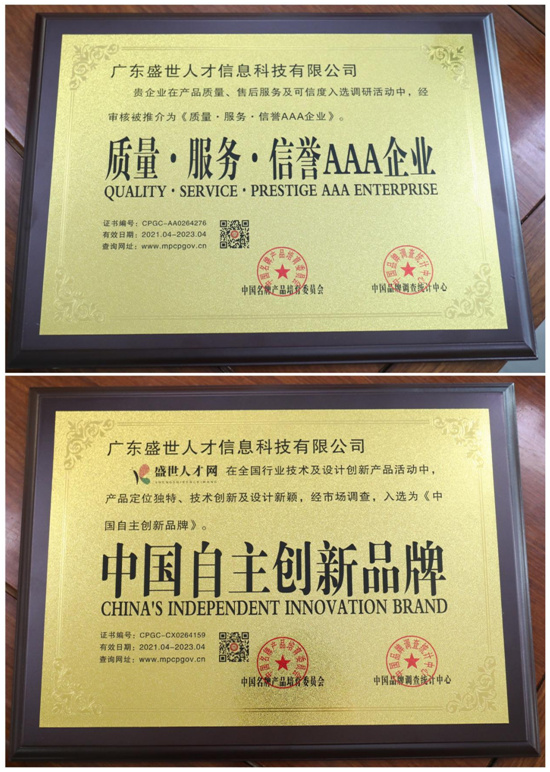 广东盛世人才信息科技有限公司
贵企业在产品质量、售后服务及可信度入选调研活动中，经
审核被推介为《质量·服务·信誉AAA企业》。
质量·服务·信誉AAA企业
QUALITY·SERVICE·PRESTIGE AAA ENTERPRISE
证书编号：CPGC-AA0264276
有效日期：2021.04-2023.04
查询网址：www.mpcpgov.cn
中国名牌产品培育委员会
中国品牌调查统计中心
广东盛世人才信息科技有限公司
盛世人才网 在全国行业技术及设计创新产品活动中，
产品定位独特、技术创新及设计新颖，经市场调查，入选为《中
国自主创新品牌》。
中国自主创新品牌
CHINA'S INDEPENDENT INNOVATION BRAND
证书编号：CPGC-CX0264159
有效日期：2021.04-2023.04
查询网址：www.mpcpgov.cn
中国名牌产品培育委员会
中国品牌调查统计中心